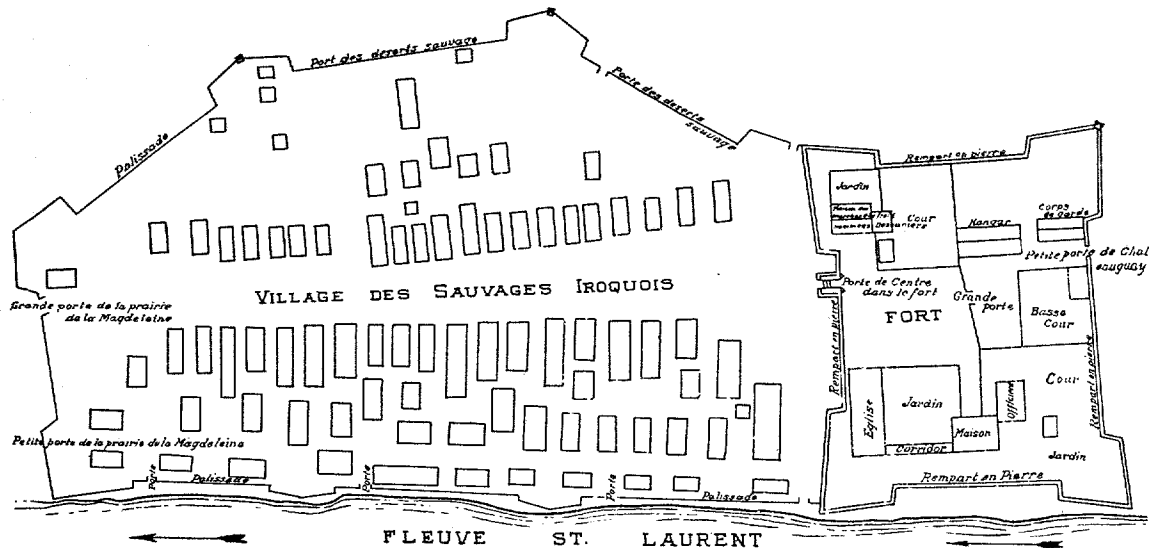 Port des deserts sauvage
Porte des deserts
sauvage
Palissade
Rempart en pierre
Jardin
Cour
Hangar
Corps
de garde
Petite porte de Chat
eauguay
Village des Sauvages Iroquois
Grande porte de la prairie
de la Magdeleine
Porte de Centre
dans le fort
Grande
porte
Fort
Basse
Cour
Rempart en pierre
Rempart en pierre
Cour
Eglise
Jardin
Maison
Corridor
Jardin
Petite porte de la prairie de la Magdeleine
Porte
Palissade
Porte
Porte
Palissade
Rempart en Pierre
Fleuve St. Laurent